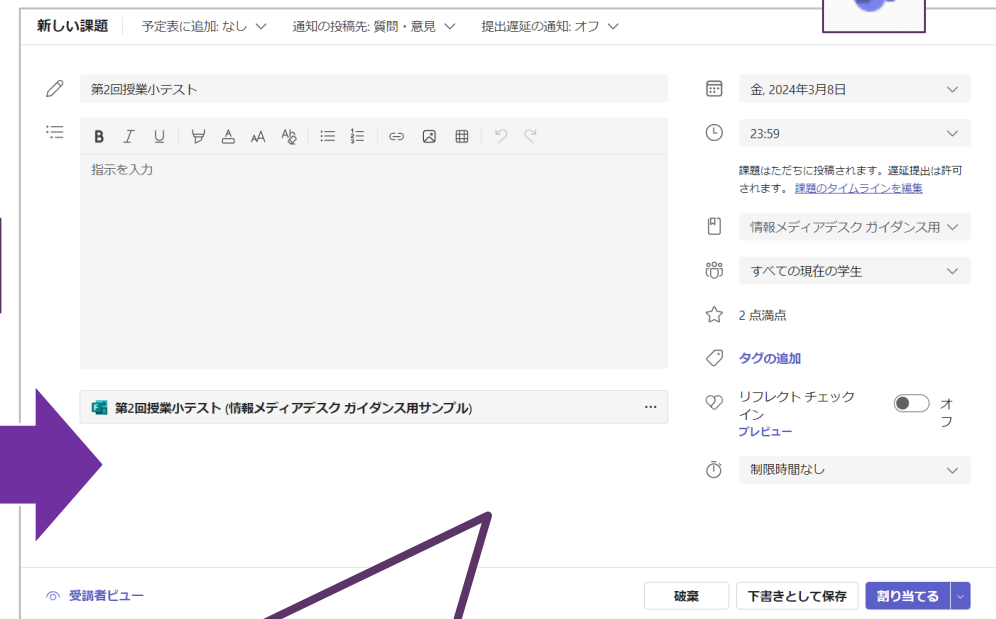 新しい課題 予定表に追加: なし 通知の投稿先: 質問・意見 提出遅延の通知: オフ
第2回授業小テスト
B I U AA Ab
指示を入力
第2回授業小テスト (情報メディアデスク ガイダンス用サンプル)
金, 2024年3月8日
23:59
課題はただちに投稿されます。遅延提出は許可
されます。 課題のタイムラインを編集
情報メディアデスク ガイダンス用
すべての現在の学生
2 点満点
タグの追加
リフレクト チェック
イン
プレビュー
オ
フ
制限時間なし
受講者ビュー
破棄 下書きとして保存 割り当てる